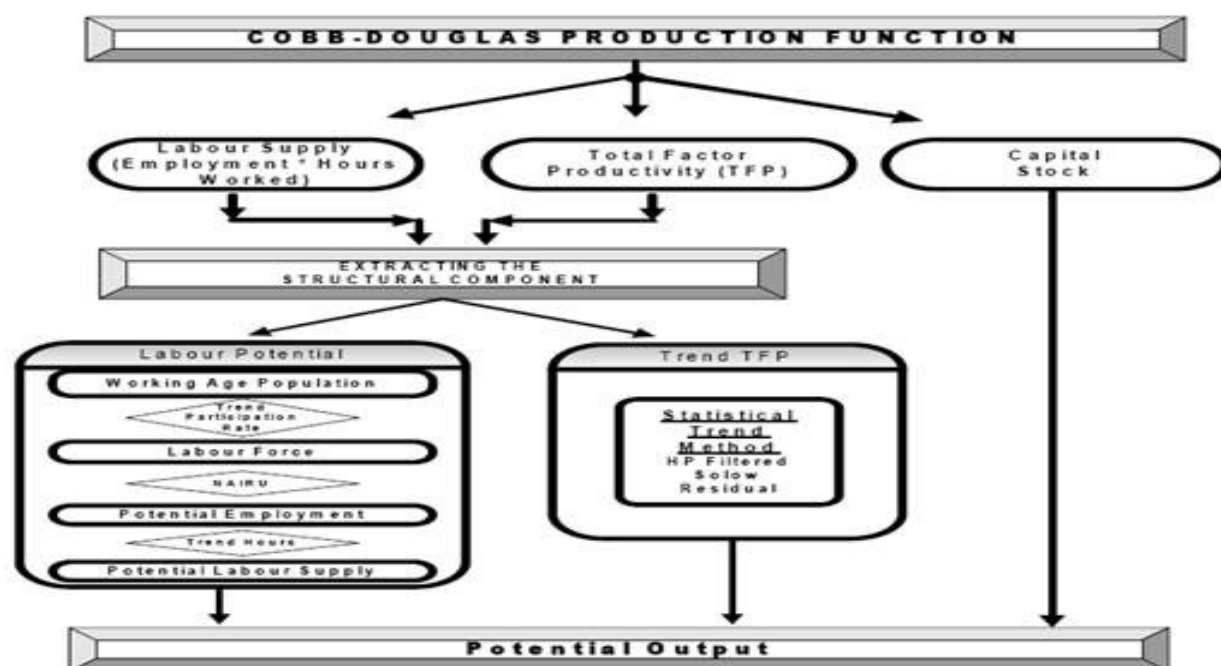 COBB-DOUGLAS PRODUCTION FUNCTION
Labour Supply
(Employment * Hours
Worked)
Total Factor
Productivity (TFP)
Capital
Stock
EXTRACTING THE
STRUCTURAL COMPONENT
Labour Potential
Working Age Population
Trend
Participation
Rate
Labour Force
NAIRU
Potential Employment
Trend Hours
Potential Labour Supply
Trend TFP
Statistical
Trend
Method
HP Filtered
Solow
Residual
Potential Output